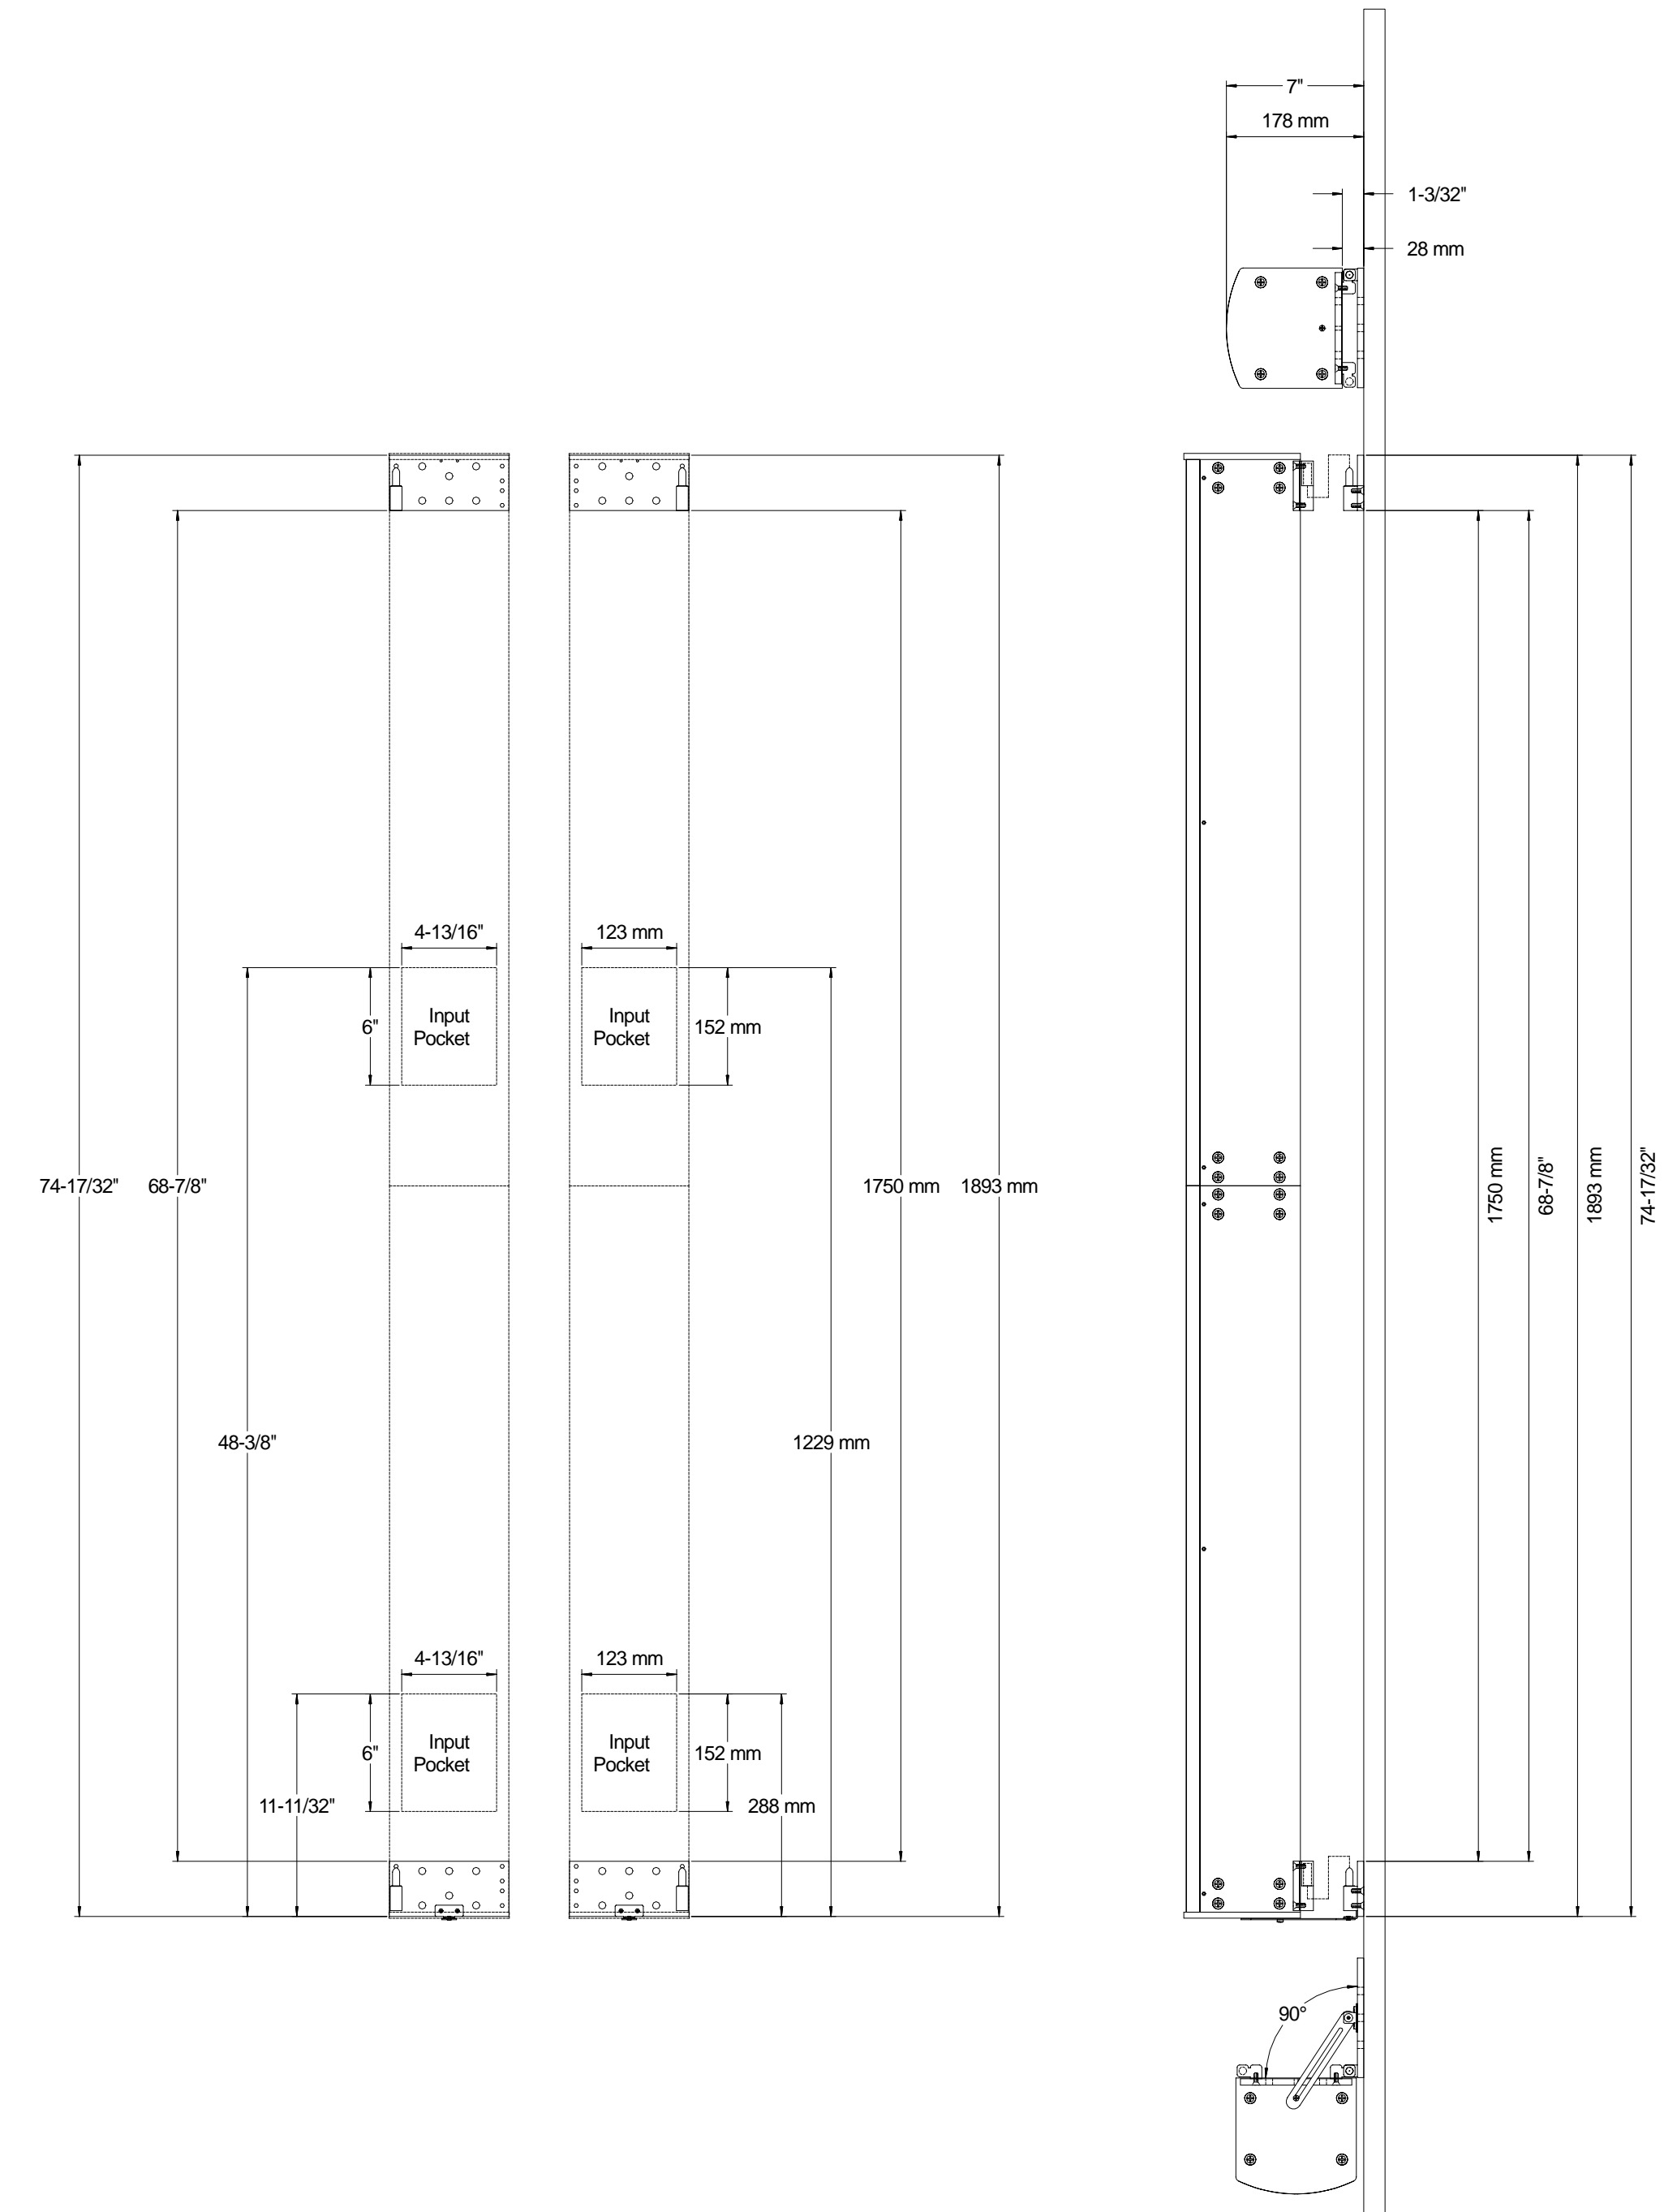 7"
178 mm
1-3/32"
28 mm
4-13/16"
123 mm
6"
Input
Pocket
Input
Pocket
152 mm
74-17/32"
68-7/8"
1750 mm
1893 mm
1750 mm
68-7/8"
1893 mm
74-17/32"
48-3/8"
1229 mm
4-13/16"
123 mm
6"
Input
Pocket
Input
Pocket
152 mm
11-11/32"
288 mm
90°